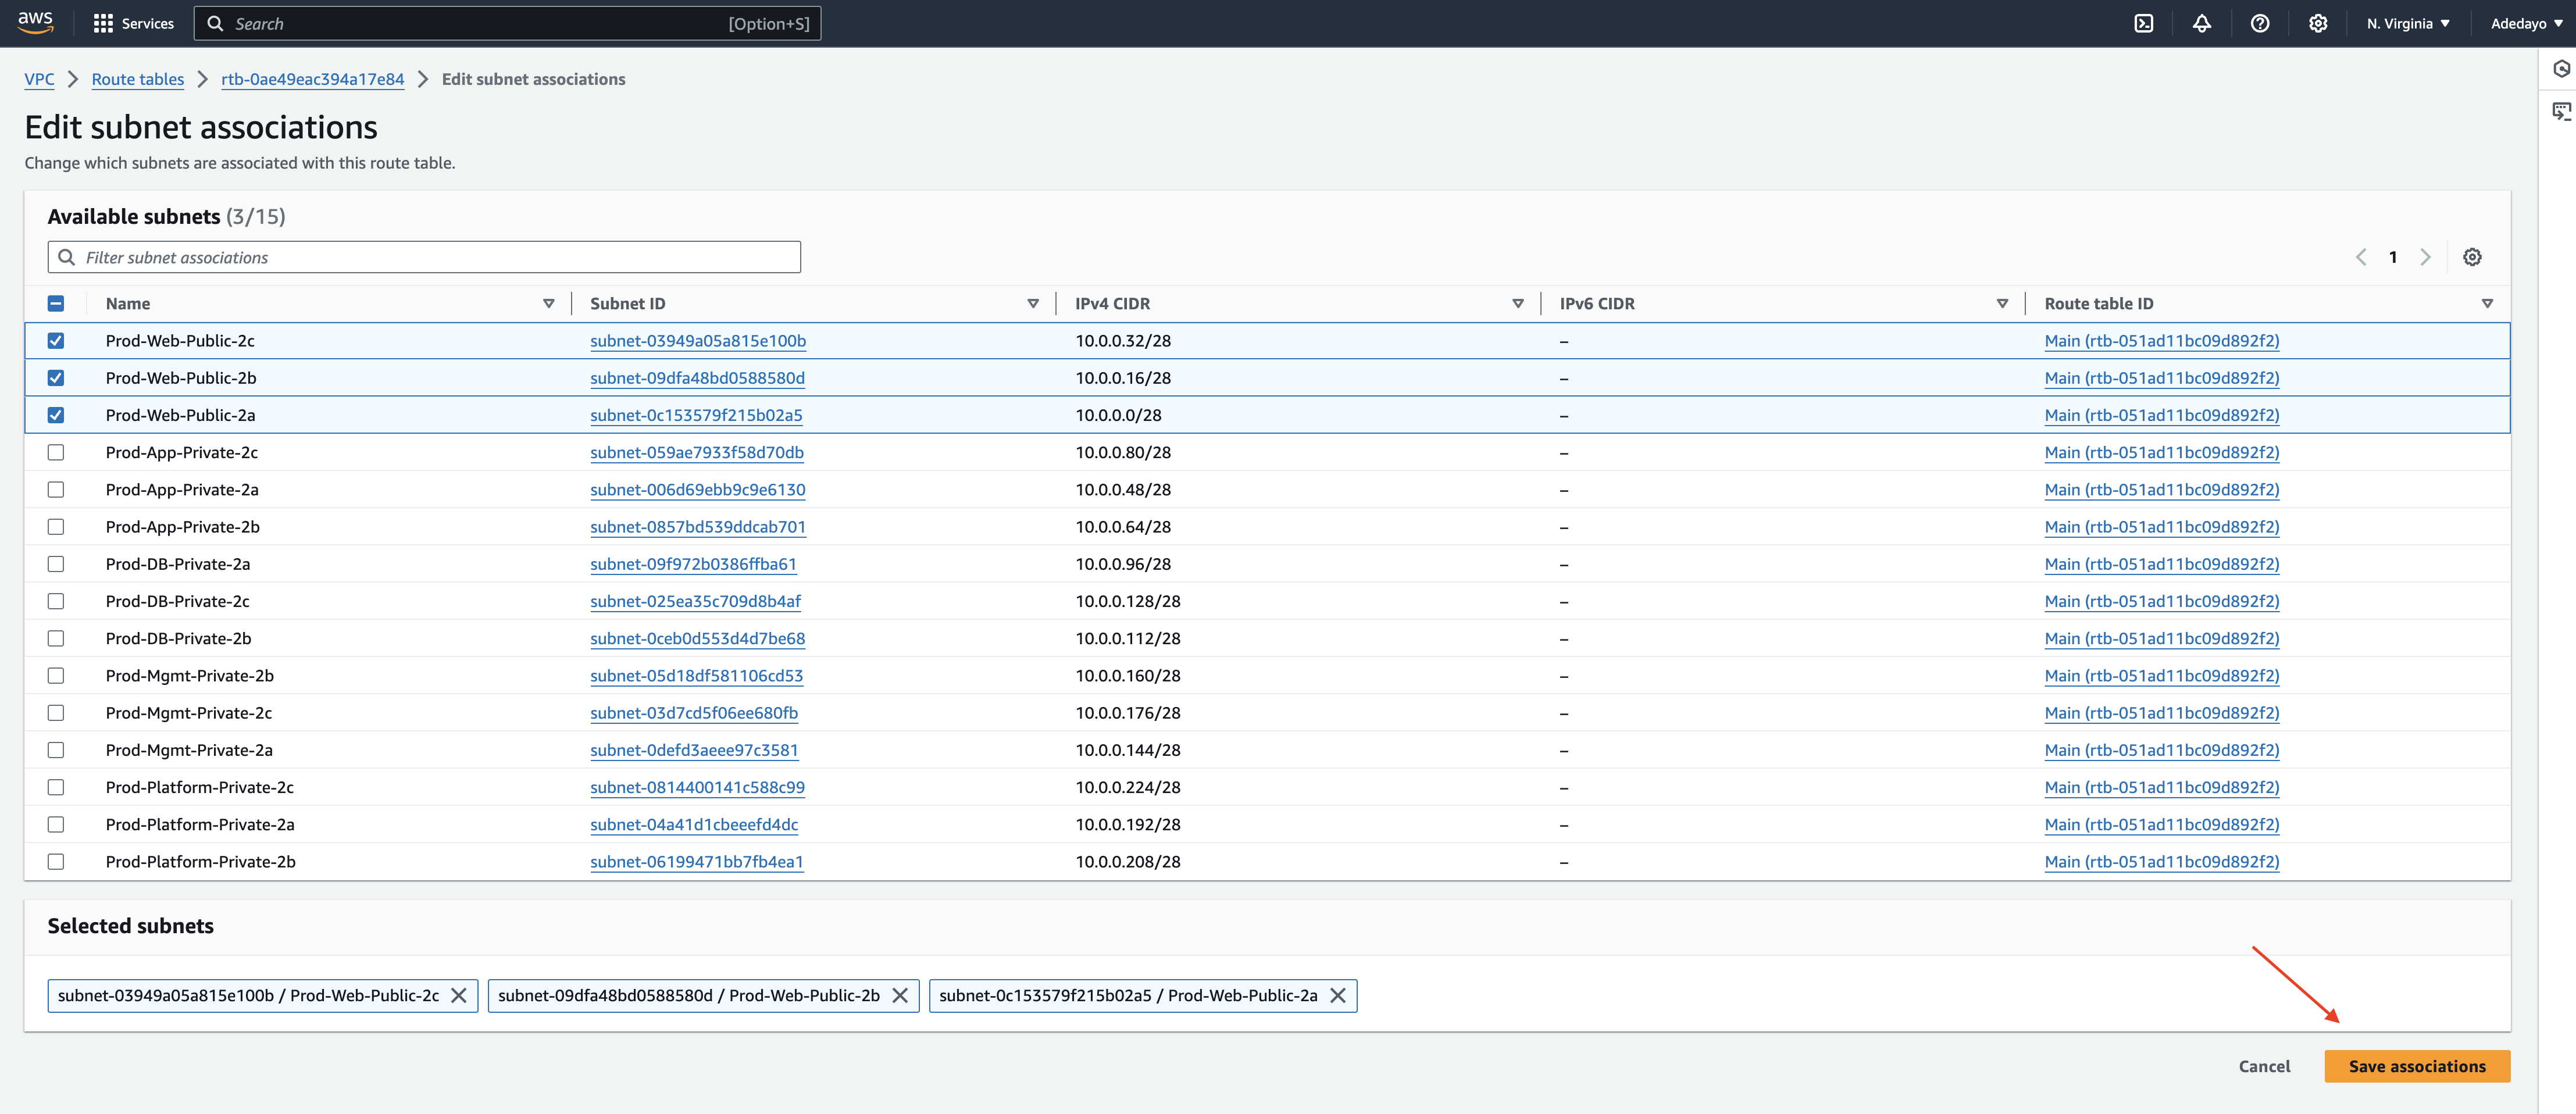 aws Services Search [Option+S] N. Virginia Adedayo
VPC Route tables rtb-0ae49eac394a17e84 Edit subnet associations
Edit subnet associations
Change which subnets are associated with this route table.
Available subnets (3/15)
Filter subnet associations 1
Name Subnet ID IPv4 CIDR IPv6 CIDR Route table ID
Prod-Web-Public-2c subnet-03949a05a815e100b 10.0.0.32/28 – Main (rtb-051ad11bc09d892f2)
Prod-Web-Public-2b subnet-09dfa48bd0588580d 10.0.0.16/28 – Main (rtb-051ad11bc09d892f2)
Prod-Web-Public-2a subnet-0c153579f215b02a5 10.0.0.0/28 – Main (rtb-051ad11bc09d892f2)
Prod-App-Private-2c subnet-059ae7933f58d70db 10.0.0.80/28 – Main (rtb-051ad11bc09d892f2)
Prod-App-Private-2a subnet-006d69ebb9c9e6130 10.0.0.48/28 – Main (rtb-051ad11bc09d892f2)
Prod-App-Private-2b subnet-0857bd539ddcab701 10.0.0.64/28 – Main (rtb-051ad11bc09d892f2)
Prod-DB-Private-2a subnet-09f972b0386ffba61 10.0.0.96/28 – Main (rtb-051ad11bc09d892f2)
Prod-DB-Private-2c subnet-025ea35c709d8b4af 10.0.0.128/28 – Main (rtb-051ad11bc09d892f2)
Prod-DB-Private-2b subnet-0ceb0d553d4d7be68 10.0.0.112/28 – Main (rtb-051ad11bc09d892f2)
Prod-Mgmt-Private-2b subnet-05d18df581106cd53 10.0.0.160/28 – Main (rtb-051ad11bc09d892f2)
Prod-Mgmt-Private-2c subnet-03d7cd5f06ee680fb 10.0.0.176/28 – Main (rtb-051ad11bc09d892f2)
Prod-Mgmt-Private-2a subnet-0defd3aeee97c3581 10.0.0.144/28 – Main (rtb-051ad11bc09d892f2)
Prod-Platform-Private-2c subnet-0814400141c588c99 10.0.0.224/28 – Main (rtb-051ad11bc09d892f2)
Prod-Platform-Private-2a subnet-04a41d1cbeeefd4dc 10.0.0.192/28 – Main (rtb-051ad11bc09d892f2)
Prod-Platform-Private-2b subnet-06199471bb7fb4ea1 10.0.0.208/28 – Main (rtb-051ad11bc09d892f2)
Selected subnets
subnet-03949a05a815e100b / Prod-Web-Public-2c subnet-09dfa48bd0588580d / Prod-Web-Public-2b subnet-0c153579f215b02a5 / Prod-Web-Public-2a
Cancel Save associations